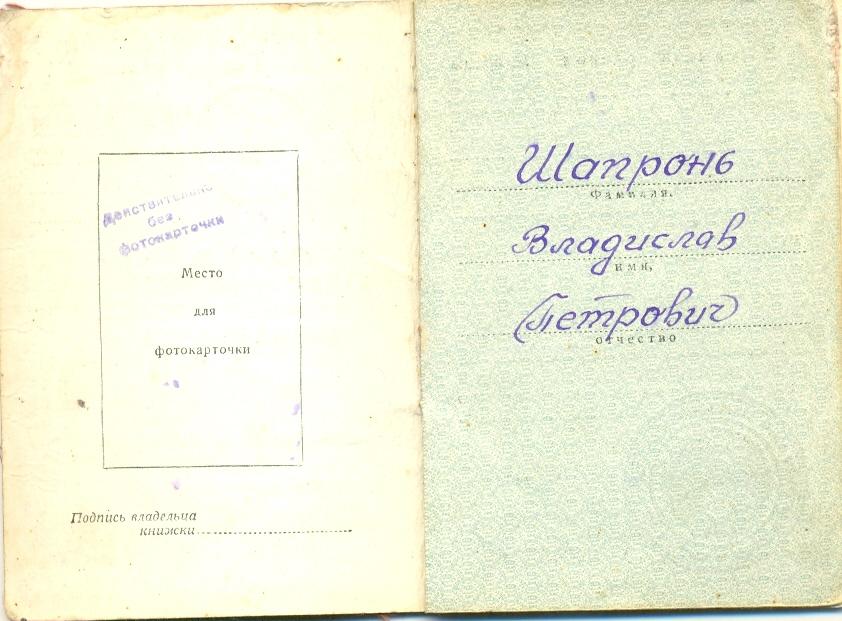 Действительно
без
фотокарточки
Место
для
фотокарточки
Подпись владельца
книжки
Шапронь
Фамилия,
Владислав
имя,
Петрович
отчество